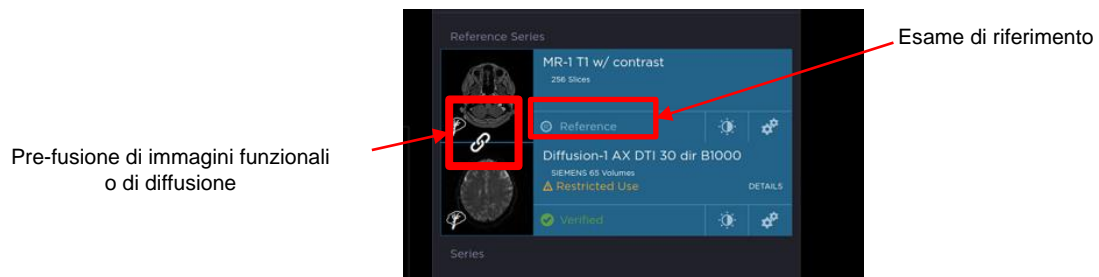 Reference Series
Esame di riferimento
MR-1 T1 w/ contrast
256 Slices
Reference
Pre-fusione di immagini funzionali
o di diffusione
Diffusion-1 AX DTI 30 dir B1000
SIEMENS 65 Volumes
Restricted Use
DETAILS
Verified
Series